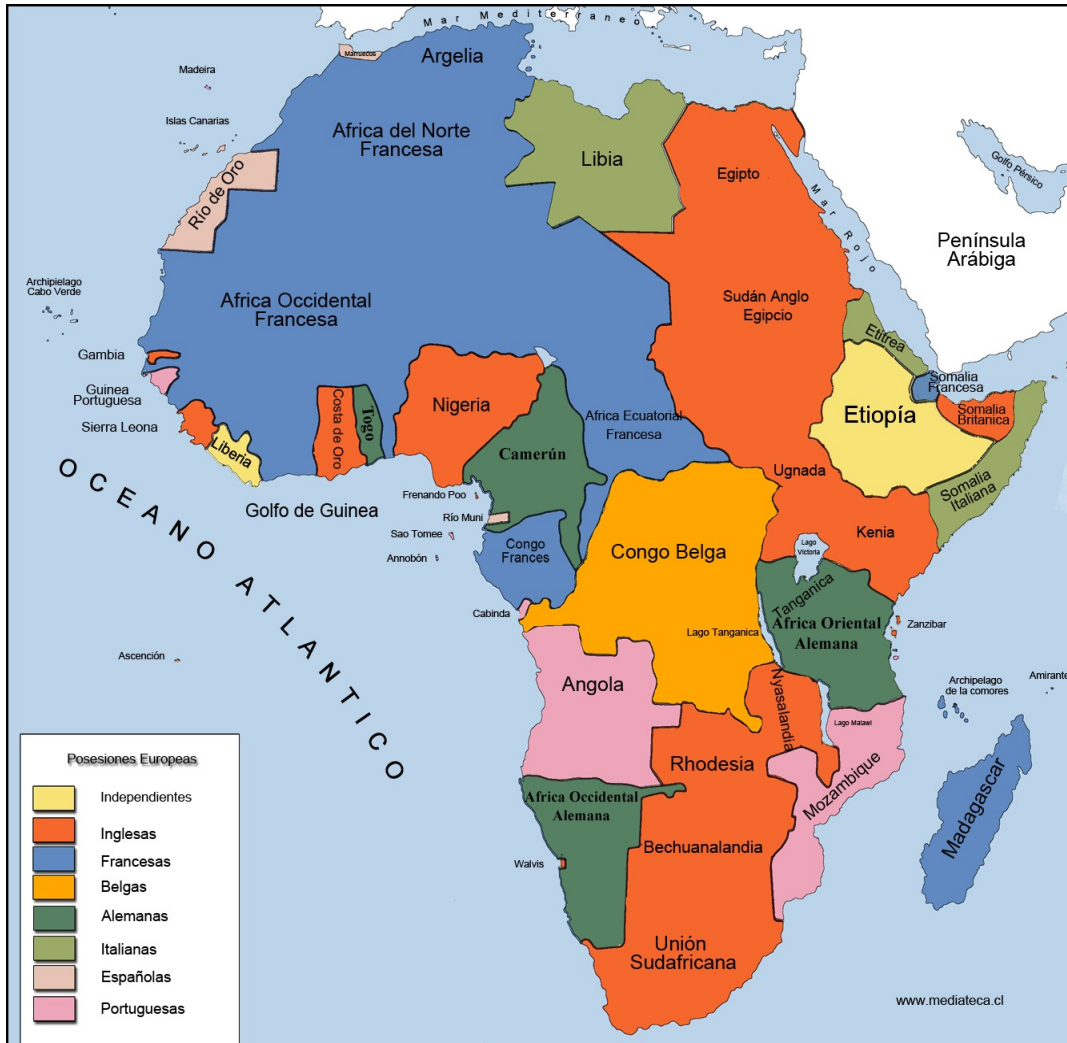 Mar Mediterraneo
Marruecos
Argelia
Madeira
Islas Canarias
Africa del Norte
Francesa
Libia
Egipto
Golfo Pérsico
Mar Rojo
Río de Oro
Península
Arábiga
Archipielago
Cabo Verde
Africa Occidental
Francesa
Sudán Anglo
Egipcio
Etitrea
Gambia
Somalia
Francesa
Guinea
Portuguesa
Sierra Leona
Liberia
Costa de Oro
Togo
Nigeria
Africa Ecuatorial
Francesa
Etiopía
Somalia
Britanica
Camerún
Ugnada
Somalia
Italiana
OCEANO ATLANTICO
Golfo de Guinea
Frenando Poo
Río Muni
Sao Tomee
Annobón
Congo
Frances
Congo Belga
Kenia
Lago
Victoria
Tanganica
Cabinda
Lago Tanganica
Africa Oriental
Alemana
Zanzibar
Ascención
Angola
Nyasalandia
Archipelago
de la comores
Amirante
Lago Malawi
Rhodesia
Mozambique
Madagascar
Africa Occidental
Alemana
Walvis
Bechuanalandia
Unión
Sudafricana
Posesiones Europeas
Independientes
Inglesas
Francesas
Belgas
Alemanas
Italianas
Españolas
Portuguesas
www.mediateca.cl